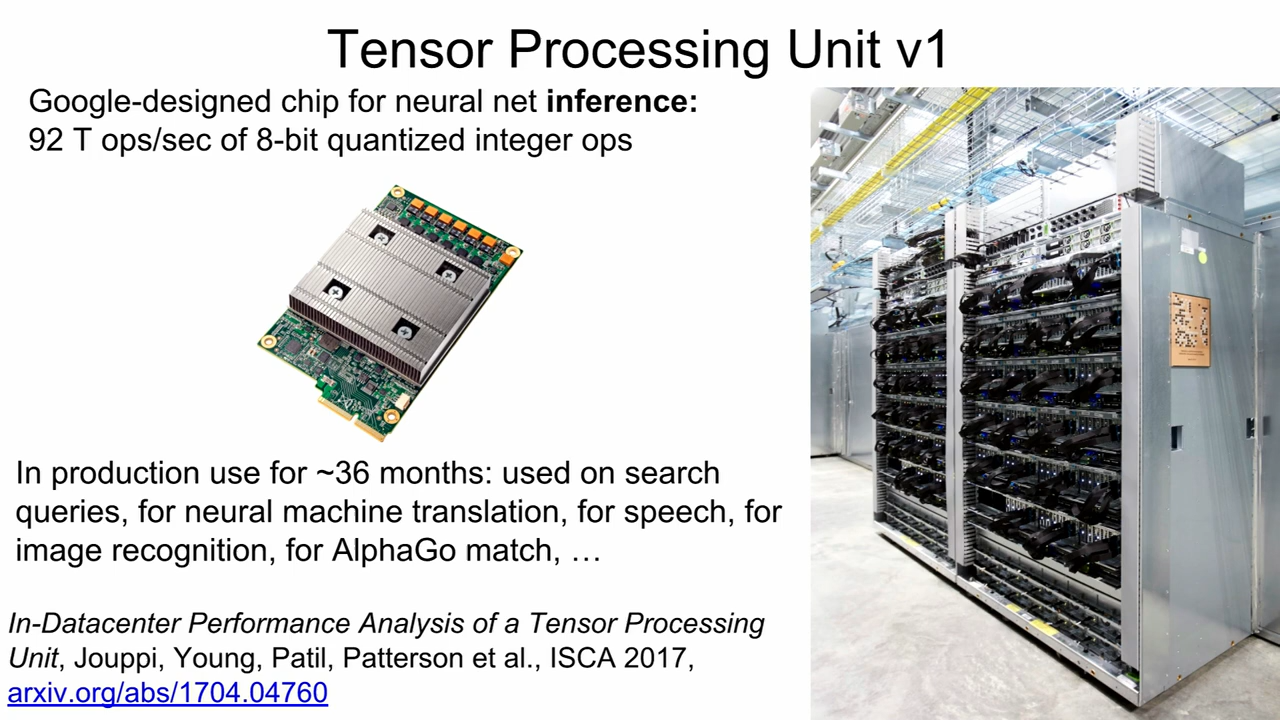 Tensor Processing Unit v1
Google-designed chip for neural net inference:
92 T ops/sec of 8-bit quantized integer ops
In production use for ~36 months: used on search
queries, for neural machine translation, for speech, for
image recognition, for AlphaGo match, …
In-Datacenter Performance Analysis of a Tensor Processing
Unit, Jouppi, Young, Patil, Patterson et al., ISCA 2017,
arxiv.org/abs/1704.04760